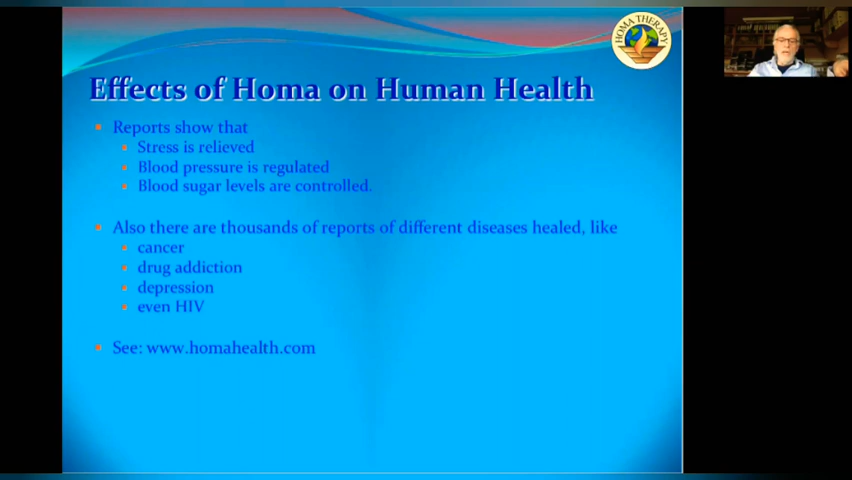 HOMA THERAPY
Effects of Homa on Human Health
Reports show that
Stress is relieved
Blood pressure is regulated
Blood sugar levels are controlled.
Also there are thousands of reports of different diseases healed, like
cancer
drug addiction
depression
even HIV
See: www.homahealth.com